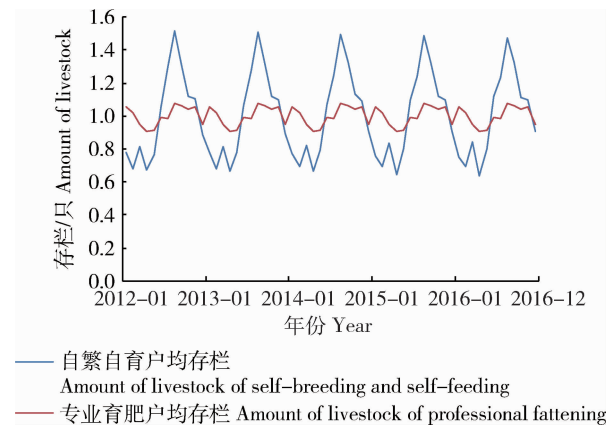 存栏/只 Amount of livestock
1.6
1.4
1.2
1.0
0.8
0.6
0.4
0.2
0.0
2012-01 2013-01 2014-01 2015-01 2016-01 2016-12
年份 Year
自繁自育户均存栏
Amount of livestock of self-breeding and self-feeding
专业育肥户均存栏 Amount of livestock of professional fattening